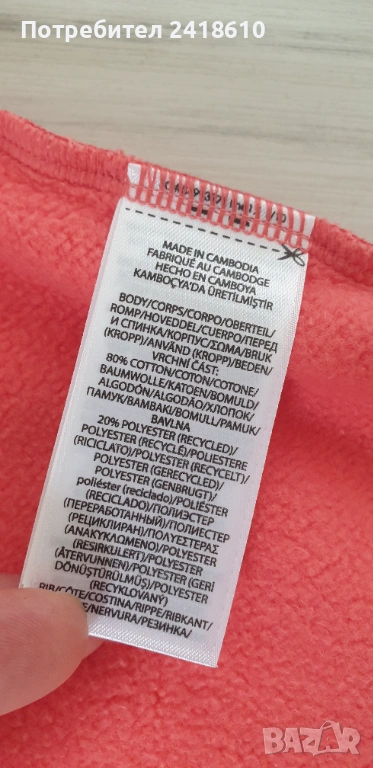 Потребител 2418610
MADE IN CAMBODIA
FABRIQUÉ AU CAMBODGE
HECHO EN CAMBOYA
KAMBOÇYA'DA ÜRETİLMİŞTİR
BODY/CORPS/CORPO/OBERTEIL/
ROMP/HOVEDDEL/CUERPO/ПЕРЕД
И СПИНКА/КОРПУС/ΣΩΜΑ/BRUK
(KROPP)/ANVÄND (KROPP)/BEDEN/
VRCHNÍ ČÁST:
80% COTTON/COTON/COTONE/
BAUMWOLLE/KATOEN/BOMULD/
ALGODÓN/ALGODÃO/ХЛОПОК/
ПАМУК/ΒΑΜΒΑΚΙ/BOMULL/PAMUK/
BAVLNA
20% POLYESTER (RECYCLED)/
POLYESTER (RECYCLÉ)/POLIESTERE
(RICICLATO)/POLYESTER (RECYCELT)/
POLYESTER (GERECYCLED)/
POLYESTER (GENBRUGT)/
poliéster (reciclado)/POLIÉSTER
(RECICLADO)/ПОЛИЭСТЕР
(ПЕРЕРАБОТАННЫЙ)/ПОЛИЕСТЕР
(РЕЦИКЛИРАН)/ΠΟΛΥΕΣΤΕΡΑΣ
(ΑΝΑΚΥΚΛΩΜΕΝΟ)/POLYESTER
(RESIRKULERT)/POLYESTER
(ÅTERVUNNEN)/POLYESTER (GERİ
DÖNÜŞTÜRÜLMÜŞ)/POLYESTER
(RECYKLOVANÝ)
RIB/CÔTE/COSTINA/RIPPE/RIBKANT/
/NERVURA/РЕЗИНКА/
BAZAR